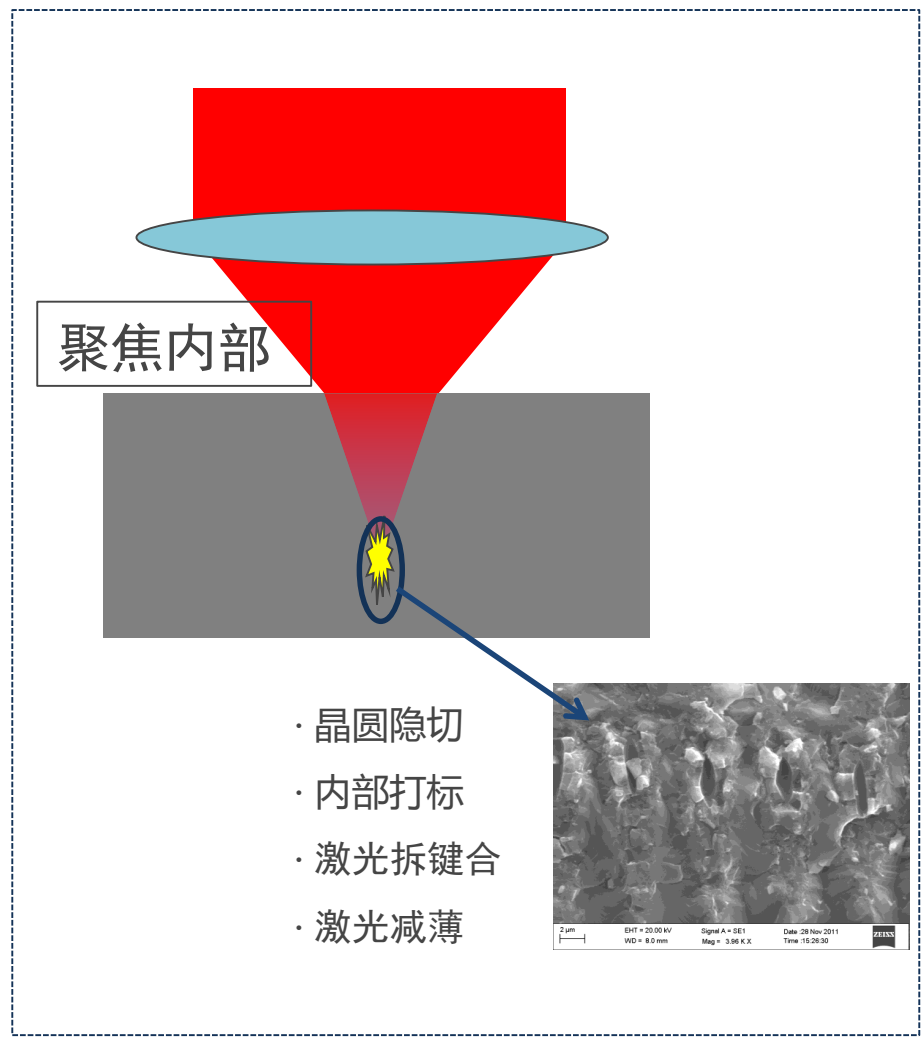 聚焦内部
· 晶圆隐切
· 内部打标
· 激光拆键合
· 激光减薄
2 µm
EHT = 20.00 kV
Signal A = SE1
Date :28 Nov 2011
WD = 9.0 mm
Mag = 3.96 K X
Time :15:26:30
ZEISS